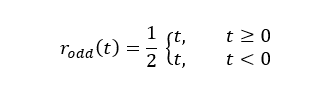 r_odd(t) = 1/2 { t, t ≥ 0
t, t < 0